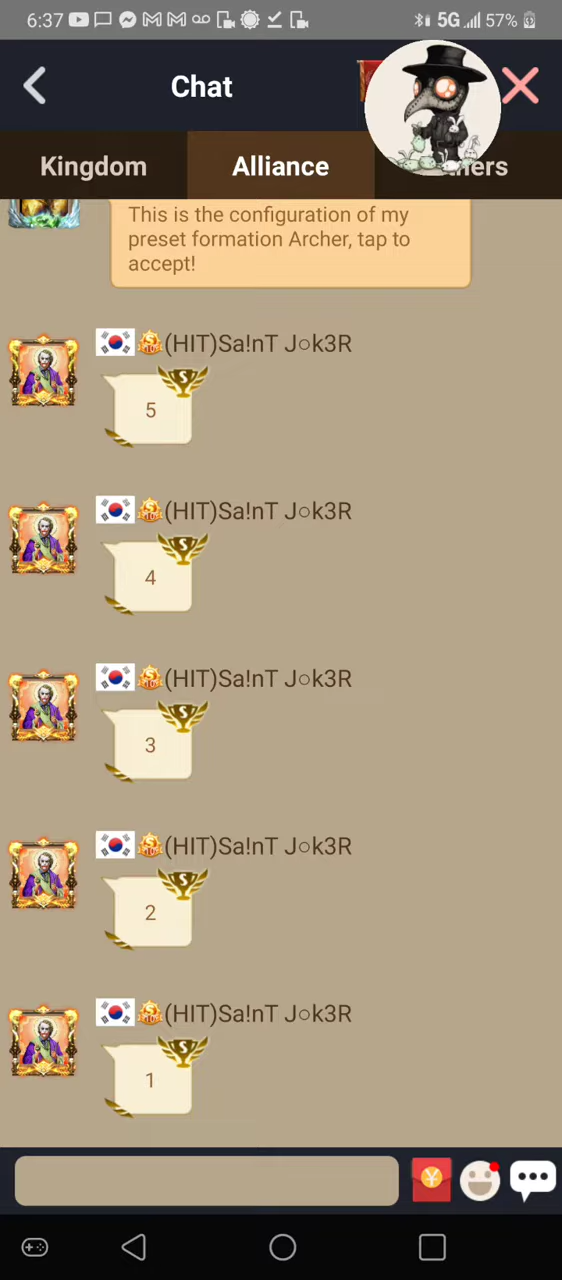 6:37 5G 57%
Chat
Kingdom Alliance hers
This is the configuration of my
preset formation Archer, tap to
accept!
(HIT)Sa!nT J○k3R
5
(HIT)Sa!nT J○k3R
4
(HIT)Sa!nT J○k3R
3
(HIT)Sa!nT J○k3R
2
(HIT)Sa!nT J○k3R
1